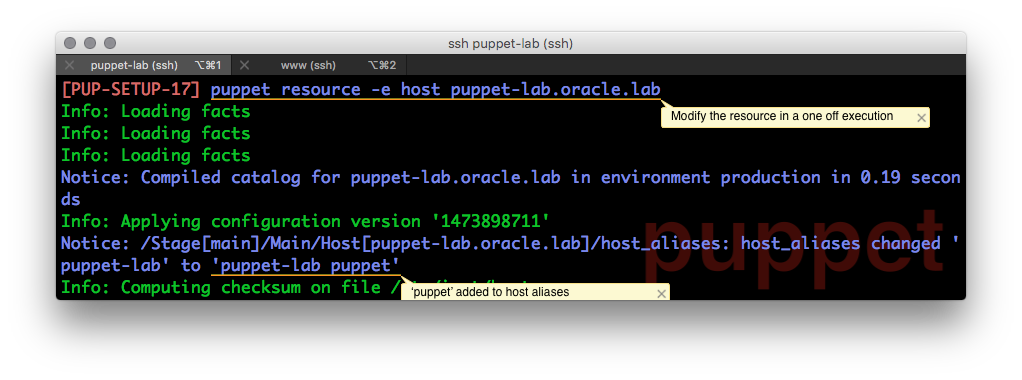 ssh puppet-lab (ssh)
puppet-lab (ssh) ⌥⌘1 www (ssh) ⌥⌘2
[PUP-SETUP-17] puppet resource -e host puppet-lab.oracle.lab
Info: Loading facts
Modify the resource in a one off execution
Info: Loading facts
Info: Loading facts
Notice: Compiled catalog for puppet-lab.oracle.lab in environment production in 0.19 secon
ds
Info: Applying configuration version '1473898711'
Notice: /Stage[main]/Main/Host[puppet-lab.oracle.lab]/host_aliases: host_aliases changed '
puppet-lab' to 'puppet-lab puppet'
puppet
Info: Computing checksum on file
'puppet' added to host aliases